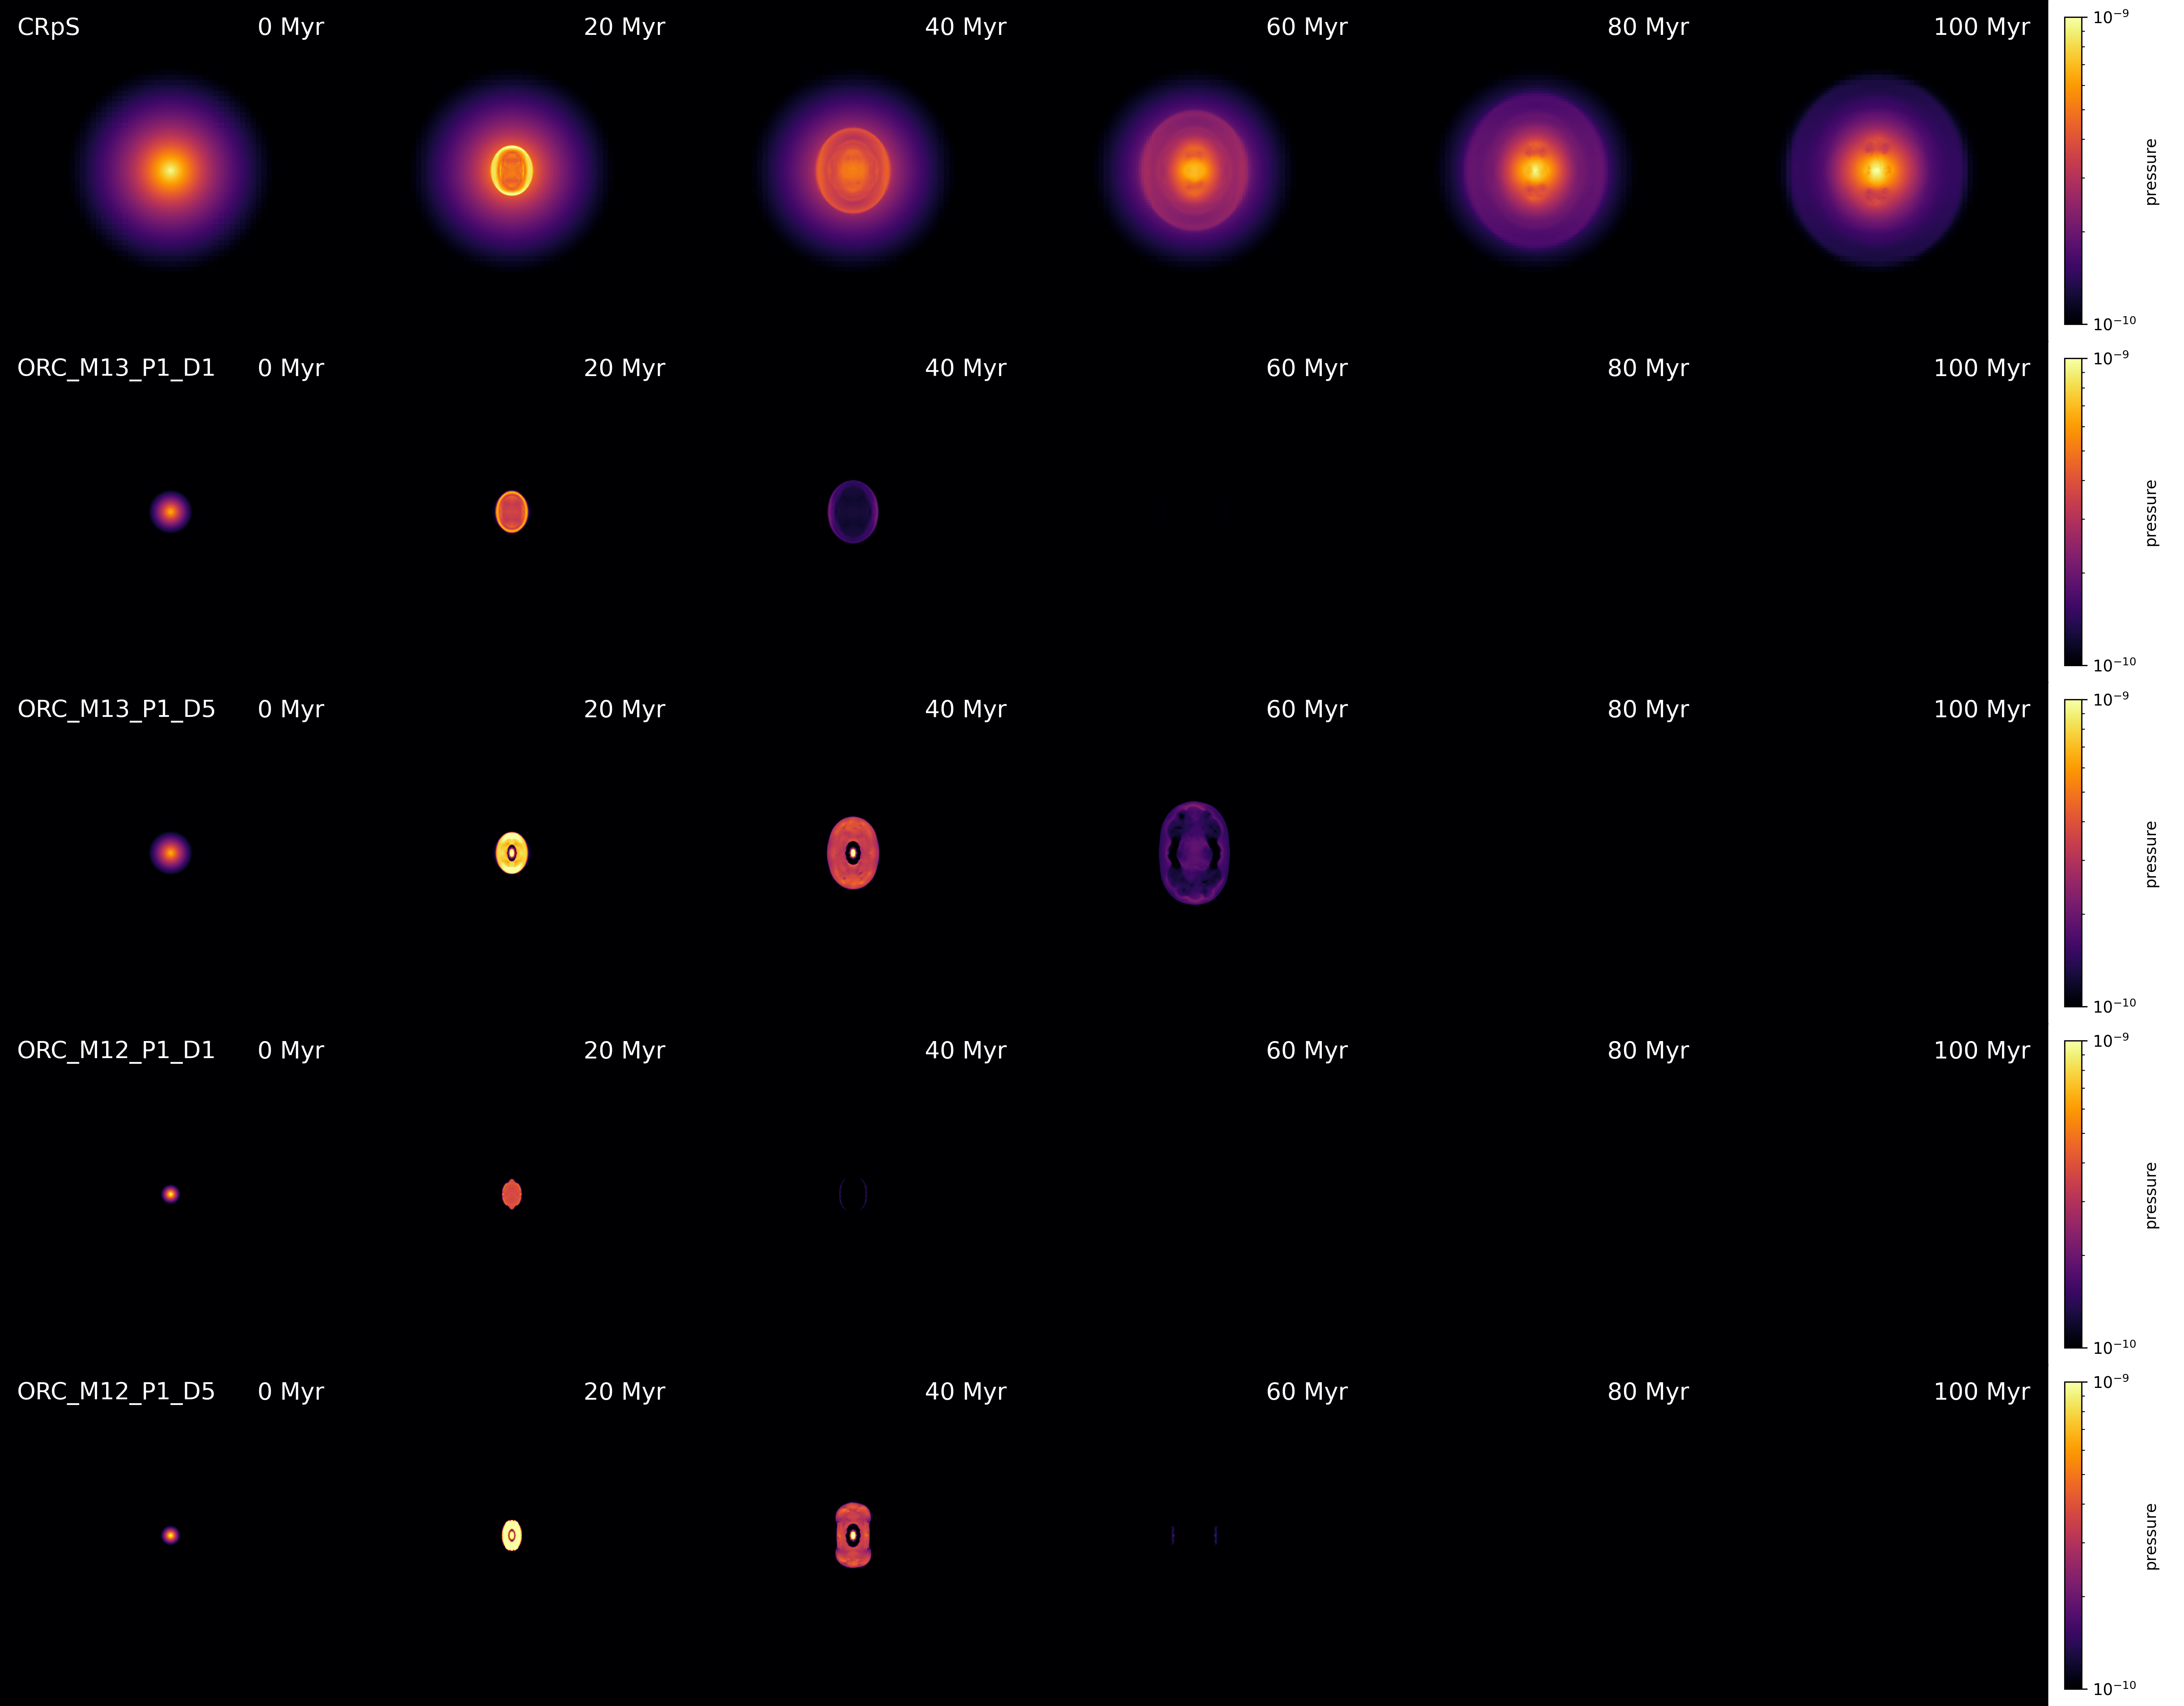 CRpS 0 Myr 20 Myr 40 Myr 60 Myr 80 Myr 100 Myr 10⁻⁹
pressure
10⁻¹⁰
ORC_M13_P1_D1 0 Myr 20 Myr 40 Myr 60 Myr 80 Myr 100 Myr 10⁻⁹
pressure
10⁻¹⁰
ORC_M13_P1_D5 0 Myr 20 Myr 40 Myr 60 Myr 80 Myr 100 Myr 10⁻⁹
pressure
10⁻¹⁰
ORC_M12_P1_D1 0 Myr 20 Myr 40 Myr 60 Myr 80 Myr 100 Myr 10⁻⁹
pressure
10⁻¹⁰
ORC_M12_P1_D5 0 Myr 20 Myr 40 Myr 60 Myr 80 Myr 100 Myr 10⁻⁹
pressure
10⁻¹⁰